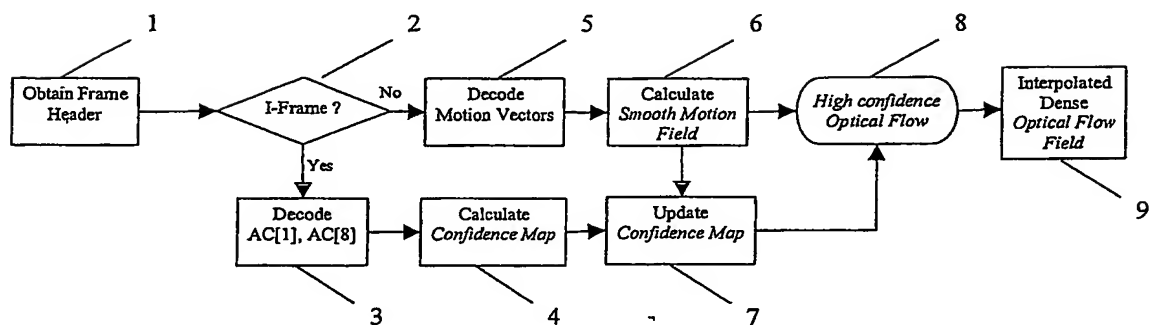 1
2
5
6
8
Obtain Frame
Header
I-Frame ?
No
Decode
Motion Vectors
Calculate
Smooth Motion
Field
High confidence
Optical Flow
Interpolated
Dense
Optical Flow
Field
Yes
9
Decode
AC[1], AC[8]
Calculate
Confidence Map
Update
Confidence Map
3
4
7